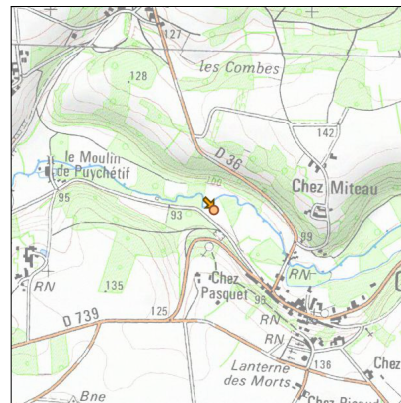 127
128
les Combes
142
D 36
le Moulin
de Puychétif
Chez Miteau
95
93
99
RN
RN
Chez
Pasquet
95
135
125
D 739
RN
RN
Lanterne
des Morts
136
Chez
Bne